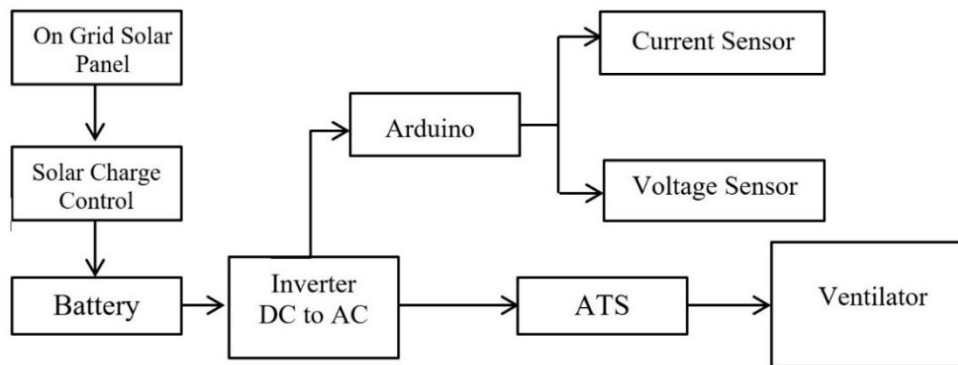 On Grid Solar
Panel
Current Sensor
Arduino
Solar Charge
Control
Voltage Sensor
Battery
Inverter
DC to AC
ATS
Ventilator